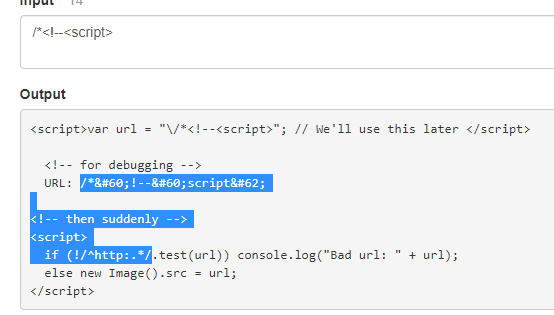 Input 14
/*<!--<script>
Output
<script>var url = "\/*<!--<script>"; // We'll use this later </script>
<!-- for debugging -->
URL: /*&#60;!--&#60;script&#62;
<!-- then suddenly -->
<script>
if (!/^http:.*/.test(url)) console.log("Bad url: " + url);
else new Image().src = url;
</script>